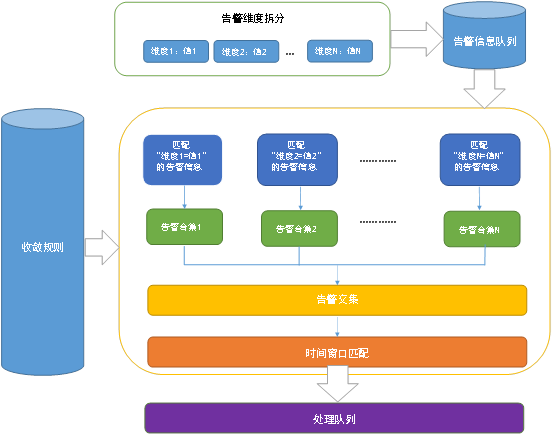 告警维度拆分
维度1：值1
维度2：值2
...
维度N：值N
告警信息队列
收敛规则
匹配
“维度1=值1”
的告警信息
匹配
“维度2=值2”
的告警信息
............
匹配
“维度N=值N”
的告警信息
告警合集1
告警合集2
............
告警合集N
告警交集
时间窗口匹配
处理队列